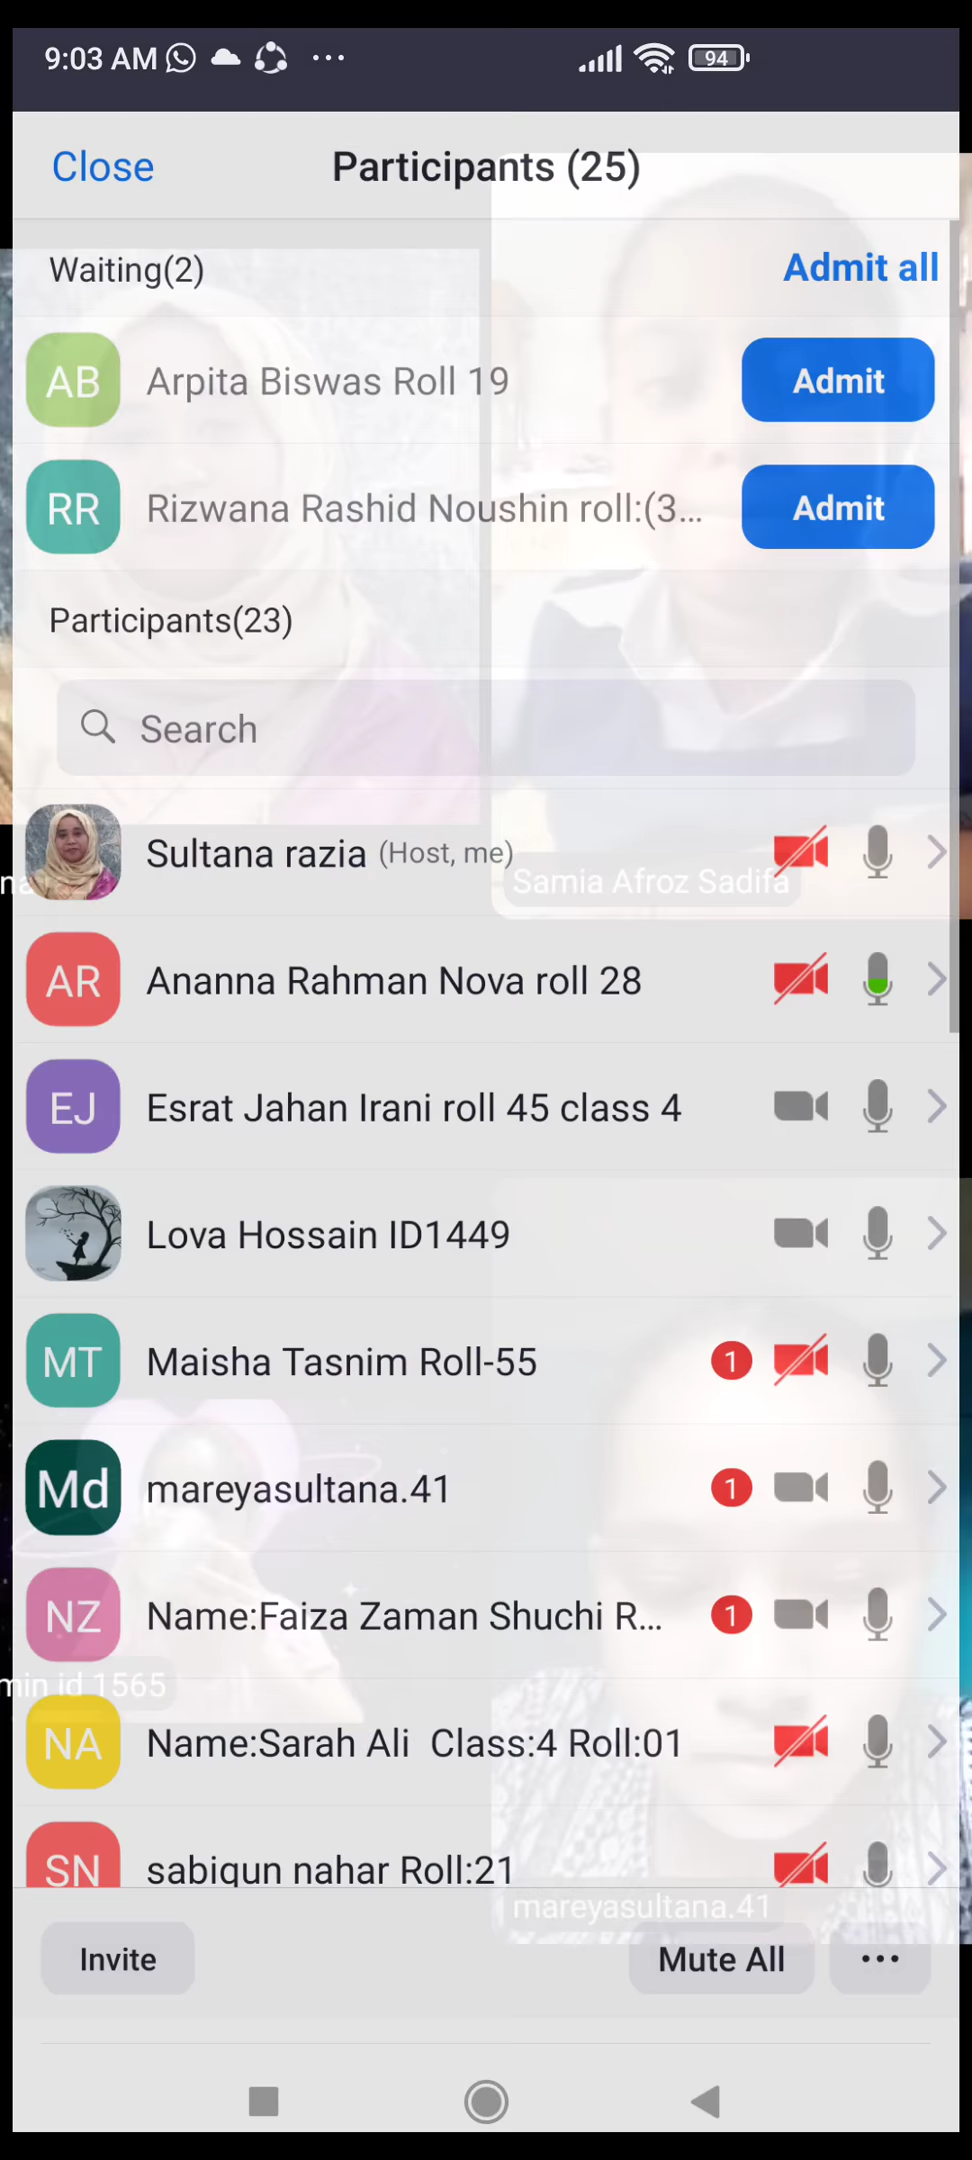 9:03 AM ... 94
Close Participants (25)
Waiting(2) Admit all
AB Arpita Biswas Roll 19 Admit
RR Rizwana Rashid Noushin roll:(3... Admit
Participants(23)
Search
Sultana razia (Host, me)
Samia Afroz Sadifa
AR Ananna Rahman Nova roll 28
EJ Esrat Jahan Irani roll 45 class 4
Lova Hossain ID1449
MT Maisha Tasnim Roll-55 1
Md mareyasultana.41 1
NZ Name:Faiza Zaman Shuchi R... 1
min id 1565
NA Name:Sarah Ali Class:4 Roll:01
SN sabiqun nahar Roll:21
mareyasultana.41
Invite Mute All ...